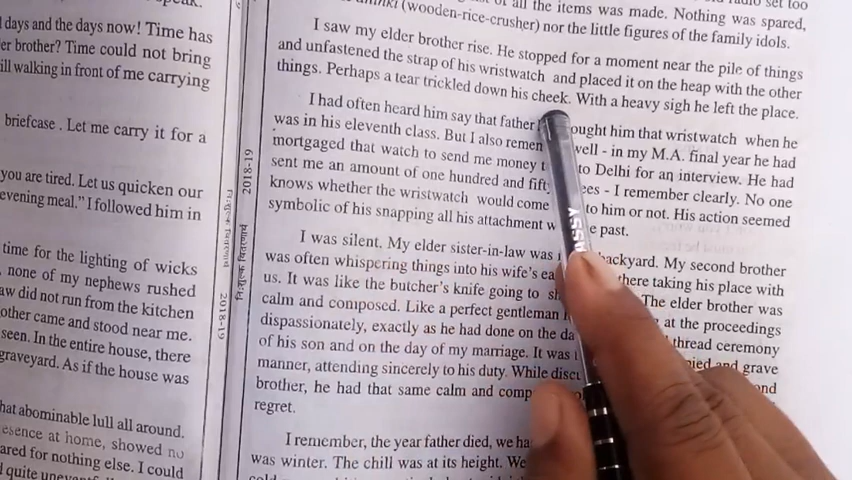 days and the days now! Time has
er brother? Time could not bring
ill walking in front of me carrying
briefcase . Let me carry it for a
you are tired. Let us quicken our
evening meal." I followed him in
time for the lighting of wicks
none of my nephews rushed
aw did not run from the kitchen
other came and stood near me.
seen. In the entire house, there
graveyard. As if the house was
hat abominable lull all around.
esence at home, showed no
ared for nothing else. I could
2018-19
2018-19
all the items was made. Nothing was spared,
(wooden-rice-crusher) nor the little figures of the family idols.
I saw my elder brother rise. He stopped for a moment near the pile of things
and unfastened the strap of his wristwatch and placed it on the heap with the other
things. Perhaps a tear trickled down his cheek. With a heavy sigh he left the place.
I had often heard him say that father ought him that wristwatch when he
was in his eleventh class. But I also remen well - in my M.A. final year he had
mortgaged that watch to send me money to Delhi for an interview. He had
sent me an amount of one hundred and fifty ees - I remember clearly. No one
knows whether the wristwatch would come to him or not. His action seemed
symbolic of his snapping all his attachment w e past.
I was silent. My elder sister-in-law was backyard. My second brother
was often whispering things into his wife's ea there taking his place with
us. It was like the butcher's knife going to The elder brother was
calm and composed. Like a perfect gentleman at the proceedings
dispassionately, exactly as he had done on the da thread ceremony
of his son and on the day of my marriage. It was and grave
manner, attending sincerely to his duty. While
brother, he had that same calm and comp
regret.
I remember, the year father died, we ha
was winter. The chill was at its height. We